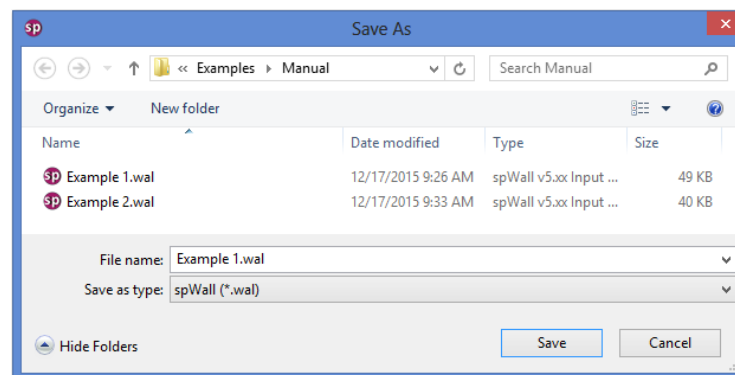 sp Save As ×
« Examples Manual Search Manual
Organize New folder ?
Name Date modified Type Size
sp Example 1.wal 12/17/2015 9:26 AM spWall v5.xx Input ... 49 KB
sp Example 2.wal 12/17/2015 9:33 AM spWall v5.xx Input ... 40 KB
File name: Example 1.wal
Save as type: spWall (*.wal)
Hide Folders Save Cancel